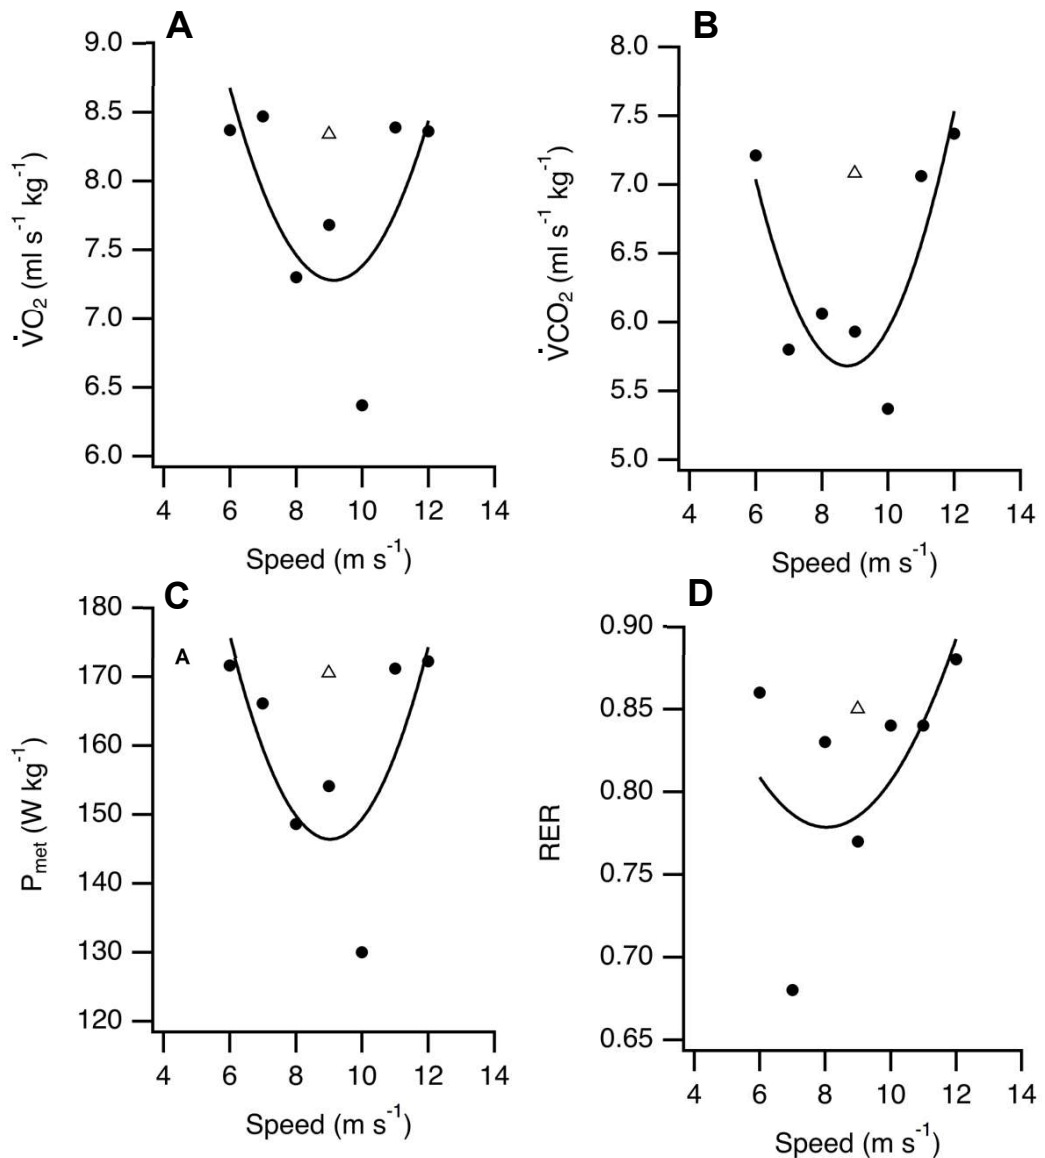 A
9.0
8.5
8.0
7.5
7.0
6.5
6.0
V̇O₂ (ml s⁻¹ kg⁻¹)
4 6 8 10 12 14
Speed (m s⁻¹)
B
8.0
7.5
7.0
6.5
6.0
5.5
5.0
V̇CO₂ (ml s⁻¹ kg⁻¹)
4 6 8 10 12 14
Speed (m s⁻¹)
C
180
170
160
150
140
130
120
A
Pmet (W kg⁻¹)
4 6 8 10 12 14
Speed (m s⁻¹)
D
0.90
0.85
0.80
0.75
0.70
0.65
RER
4 6 8 10 12 14
Speed (m s⁻¹)